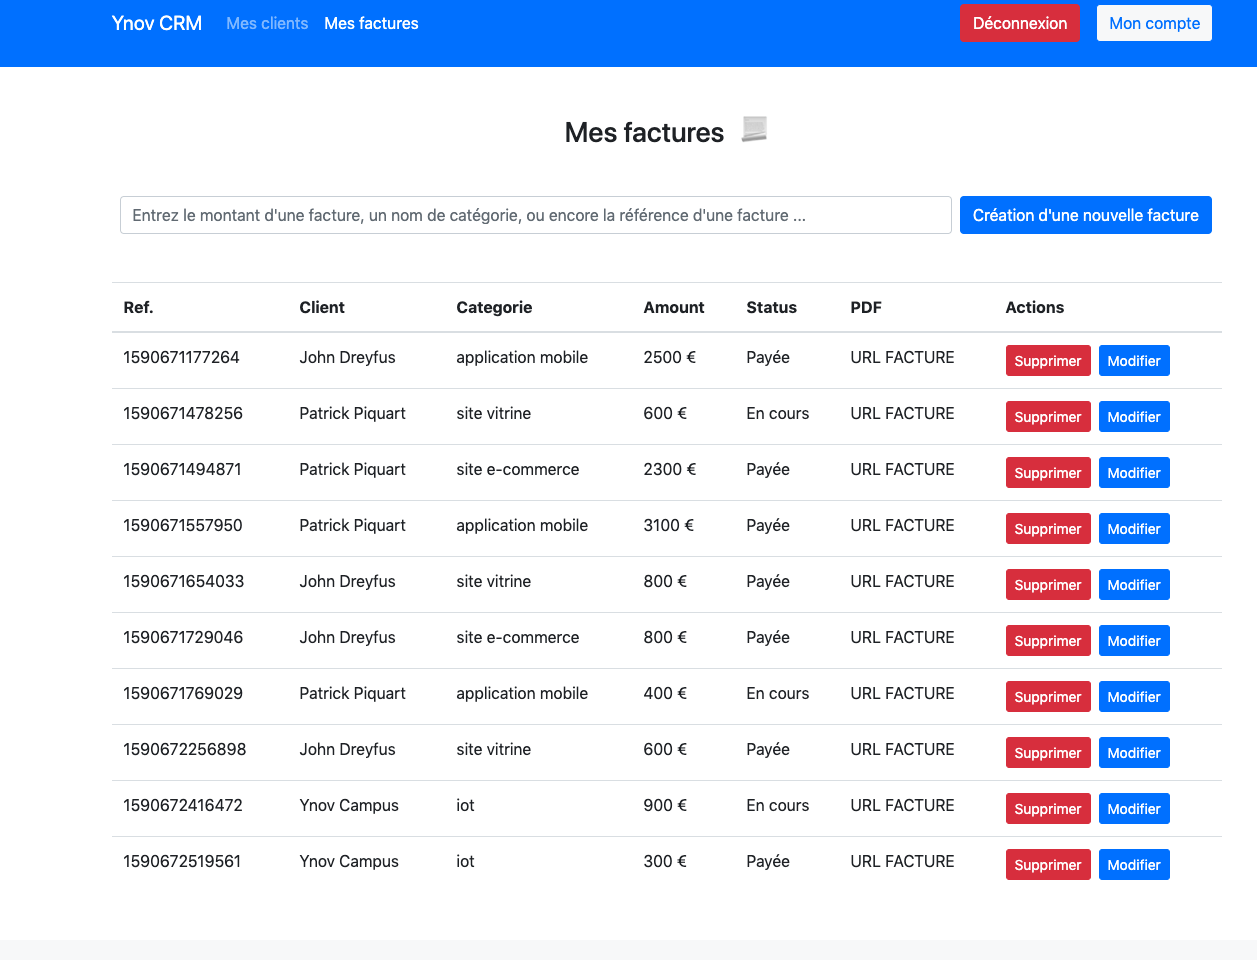 Ynov CRM Mes clients Mes factures Déconnexion Mon compte
Mes factures
Entrez le montant d'une facture, un nom de catégorie, ou encore la référence d'une facture ... Création d'une nouvelle facture
Ref. Client Categorie Amount Status PDF Actions
1590671177264 John Dreyfus application mobile 2500 € Payée URL FACTURE Supprimer Modifier
1590671478256 Patrick Piquart site vitrine 600 € En cours URL FACTURE Supprimer Modifier
1590671494871 Patrick Piquart site e-commerce 2300 € Payée URL FACTURE Supprimer Modifier
1590671557950 Patrick Piquart application mobile 3100 € Payée URL FACTURE Supprimer Modifier
1590671654033 John Dreyfus site vitrine 800 € Payée URL FACTURE Supprimer Modifier
1590671729046 John Dreyfus site e-commerce 800 € Payée URL FACTURE Supprimer Modifier
1590671769029 Patrick Piquart application mobile 400 € En cours URL FACTURE Supprimer Modifier
1590672256898 John Dreyfus site vitrine 600 € Payée URL FACTURE Supprimer Modifier
1590672416472 Ynov Campus iot 900 € En cours URL FACTURE Supprimer Modifier
1590672519561 Ynov Campus iot 300 € Payée URL FACTURE Supprimer Modifier